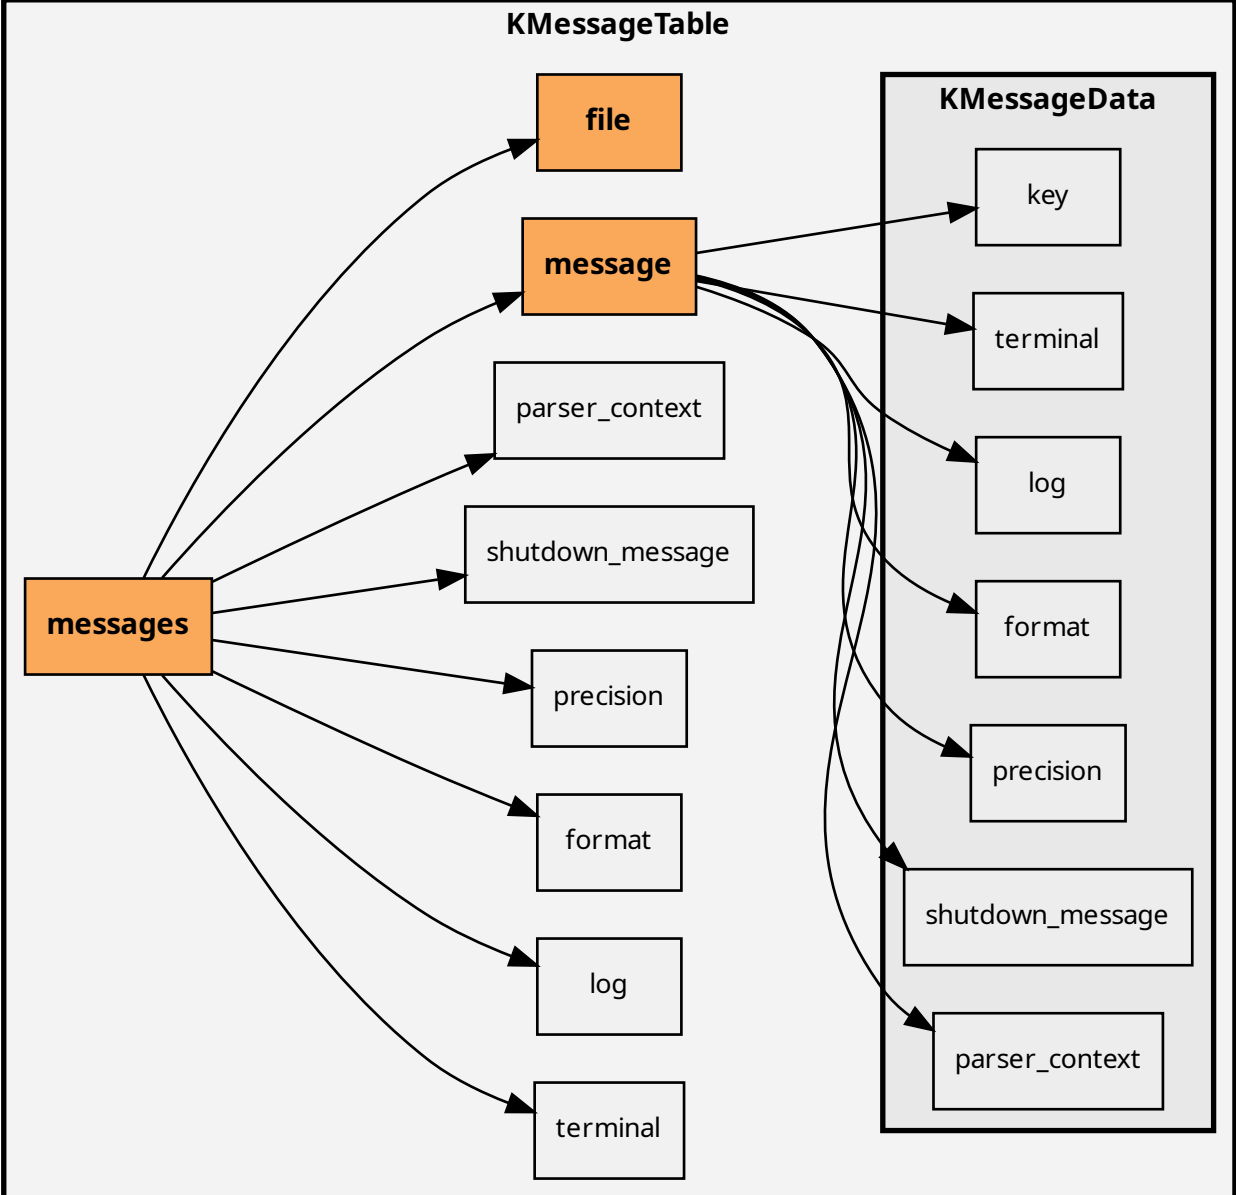 KMessageTable
file
message
parser_context
shutdown_message
messages
precision
format
log
terminal
KMessageData
key
terminal
log
format
precision
shutdown_message
parser_context